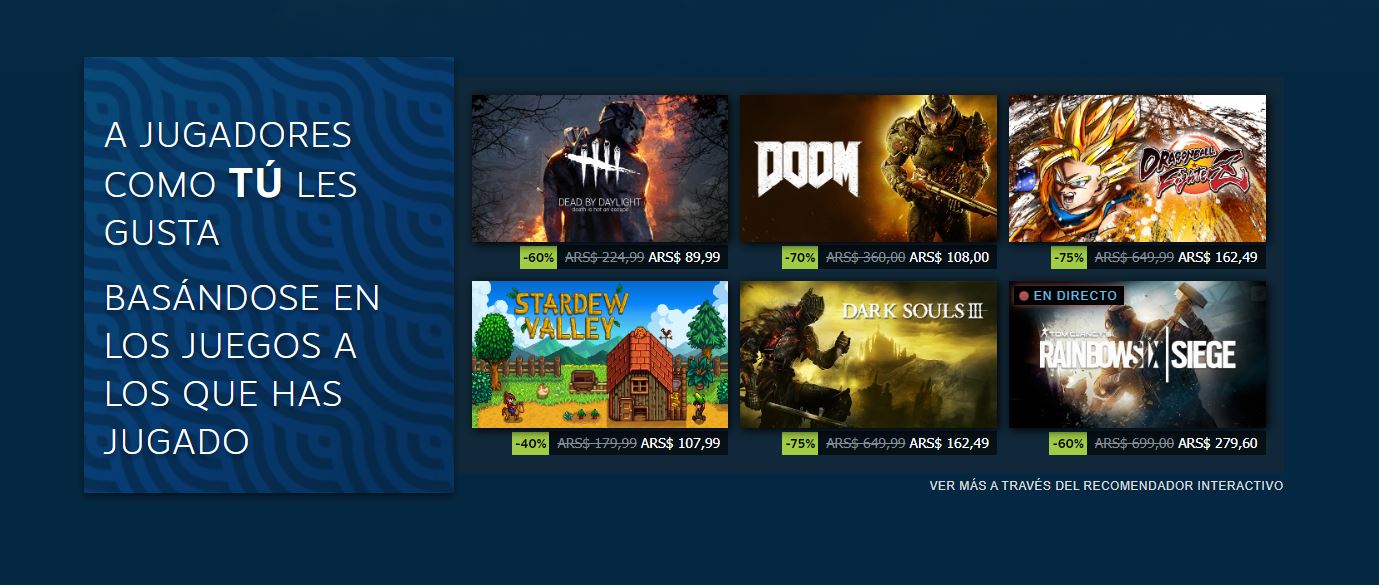 A JUGADORES
COMO TÚ LES
GUSTA
BASÁNDOSE EN
LOS JUEGOS A
LOS QUE HAS
JUGADO
DEAD BY DAYLIGHT
death is not an escape
-60% ARS$ 224,99 ARS$ 89,99
DOOM
-70% ARS$ 360,00 ARS$ 108,00
DRAGONBALL
FighterZ
-75% ARS$ 649,99 ARS$ 162,49
STARDEW
VALLEY
-40% ARS$ 179,99 ARS$ 107,99
DARK SOULS III
-75% ARS$ 649,99 ARS$ 162,49
EN DIRECTO
TOM CLANCY'S
RAINBOW SIX | SIEGE
-60% ARS$ 699,00 ARS$ 279,60
VER MÁS A TRAVÉS DEL RECOMENDADOR INTERACTIVO